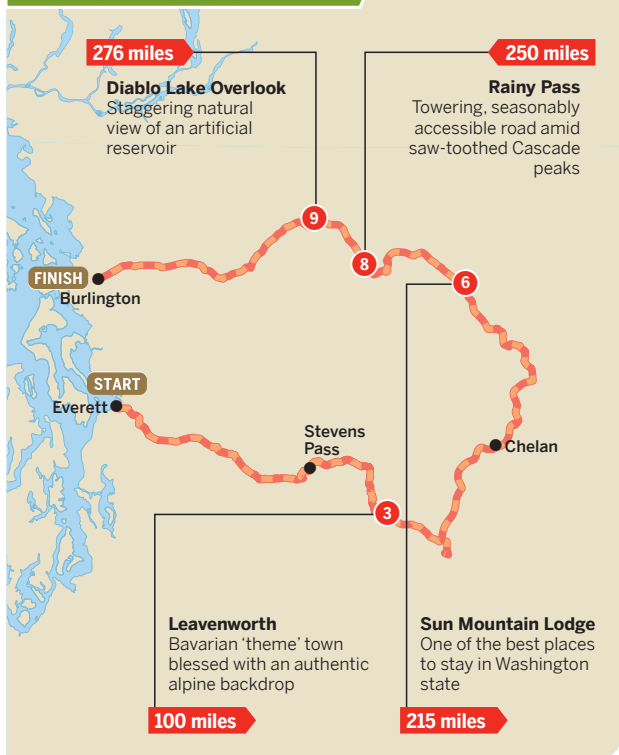 276 miles
Diablo Lake Overlook
Staggering natural
view of an artificial
reservoir
250 miles
Rainy Pass
Towering, seasonably
accessible road amid
saw-toothed Cascade
peaks
9
8
6
FINISH
Burlington
START
Everett
Stevens
Pass
Chelan
3
Leavenworth
Bavarian ‘theme’ town
blessed with an authentic
alpine backdrop
100 miles
Sun Mountain Lodge
One of the best places
to stay in Washington
state
215 miles